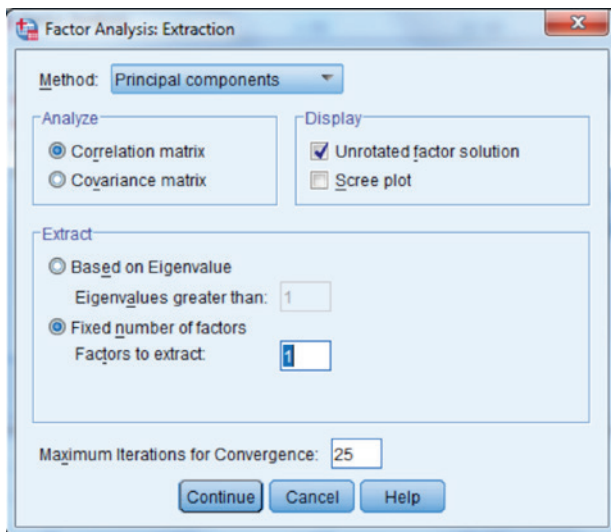 Factor Analysis: Extraction
Method: Principal components
Analyze
Correlation matrix
Covariance matrix
Display
Unrotated factor solution
Scree plot
Extract
Based on Eigenvalue
Eigenvalues greater than: 1
Fixed number of factors
Factors to extract: 1
Maximum Iterations for Convergence: 25
Continue Cancel Help